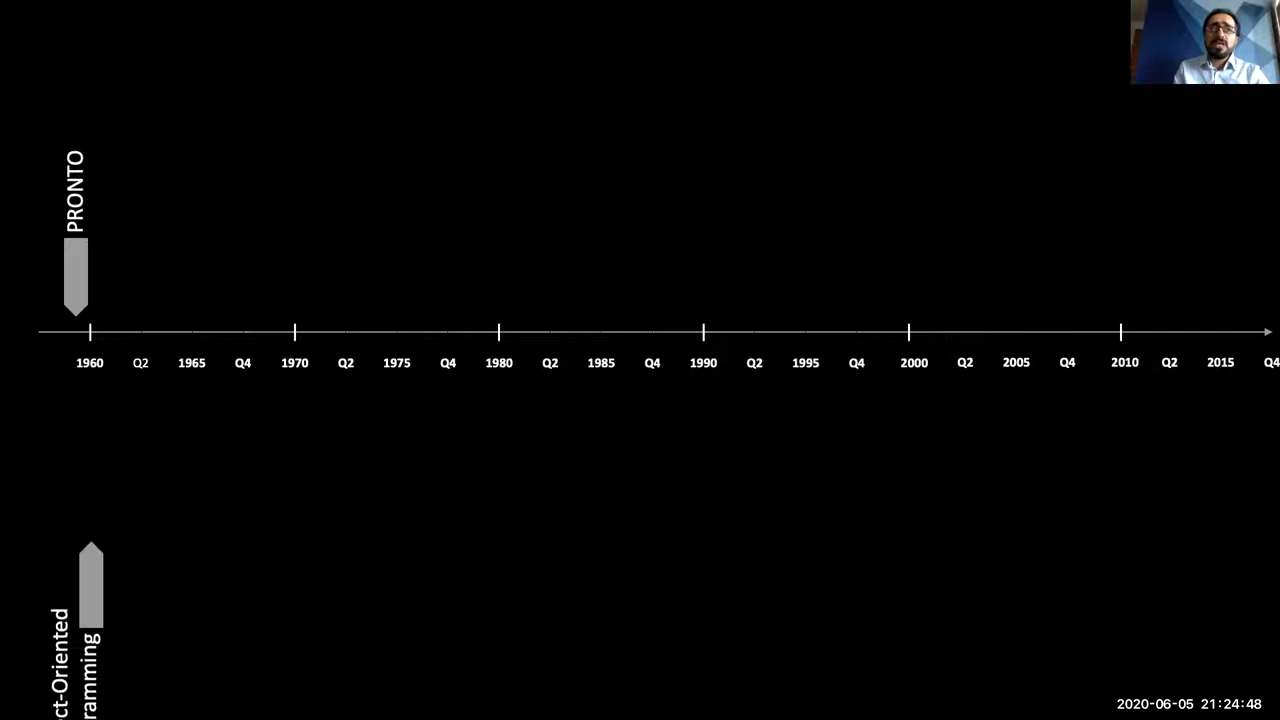 PRONTO
1960 Q2 1965 Q4 1970 Q2 1975 Q4 1980 Q2 1985 Q4 1990 Q2 1995 Q4 2000 Q2 2005 Q4 2010 Q2 2015 Q4
ct-Oriented
ramming
2020-06-05 21:24:48